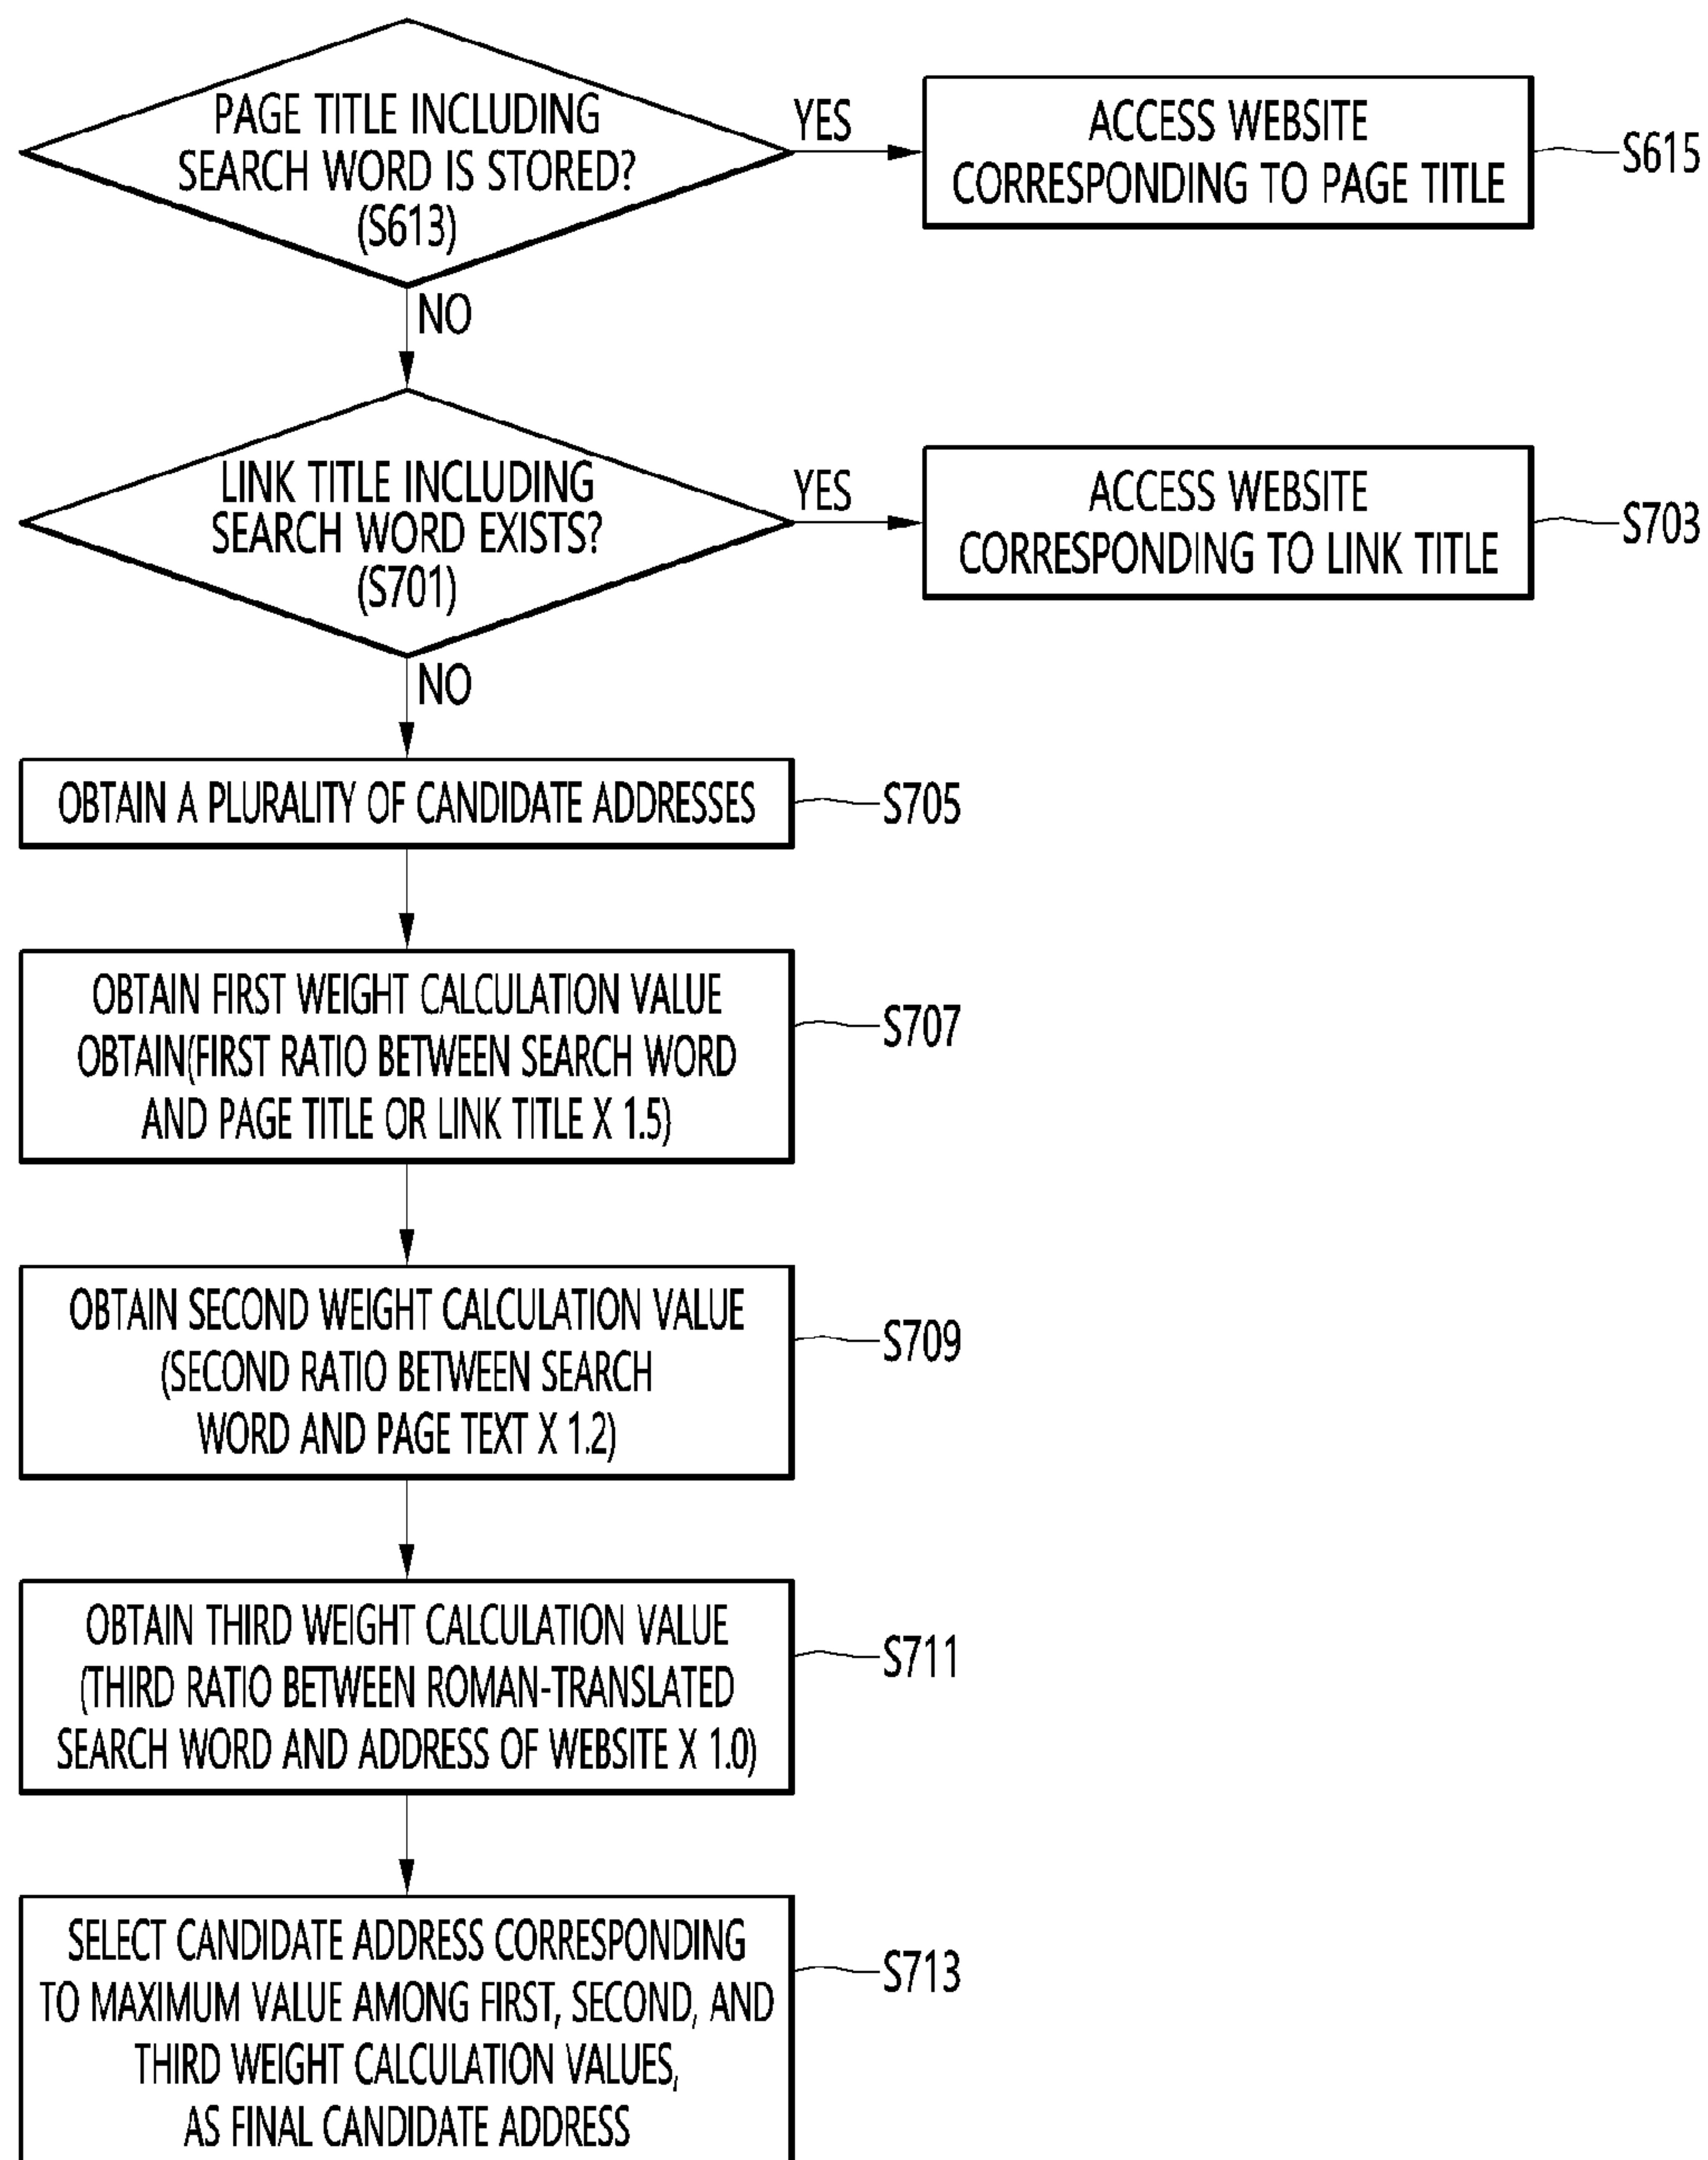 PAGE TITLE INCLUDING
SEARCH WORD IS STORED?
(S613)
YES
ACCESS WEBSITE
CORRESPONDING TO PAGE TITLE
S615
NO
LINK TITLE INCLUDING
SEARCH WORD EXISTS?
(S701)
YES
ACCESS WEBSITE
CORRESPONDING TO LINK TITLE
S703
NO
OBTAIN A PLURALITY OF CANDIDATE ADDRESSES
S705
OBTAIN FIRST WEIGHT CALCULATION VALUE
OBTAIN(FIRST RATIO BETWEEN SEARCH WORD
AND PAGE TITLE OR LINK TITLE X 1.5)
S707
OBTAIN SECOND WEIGHT CALCULATION VALUE
(SECOND RATIO BETWEEN SEARCH
WORD AND PAGE TEXT X 1.2)
S709
OBTAIN THIRD WEIGHT CALCULATION VALUE
(THIRD RATIO BETWEEN ROMAN-TRANSLATED
SEARCH WORD AND ADDRESS OF WEBSITE X 1.0)
S711
SELECT CANDIDATE ADDRESS CORRESPONDING
TO MAXIMUM VALUE AMONG FIRST, SECOND, AND
THIRD WEIGHT CALCULATION VALUES,
AS FINAL CANDIDATE ADDRESS
S713